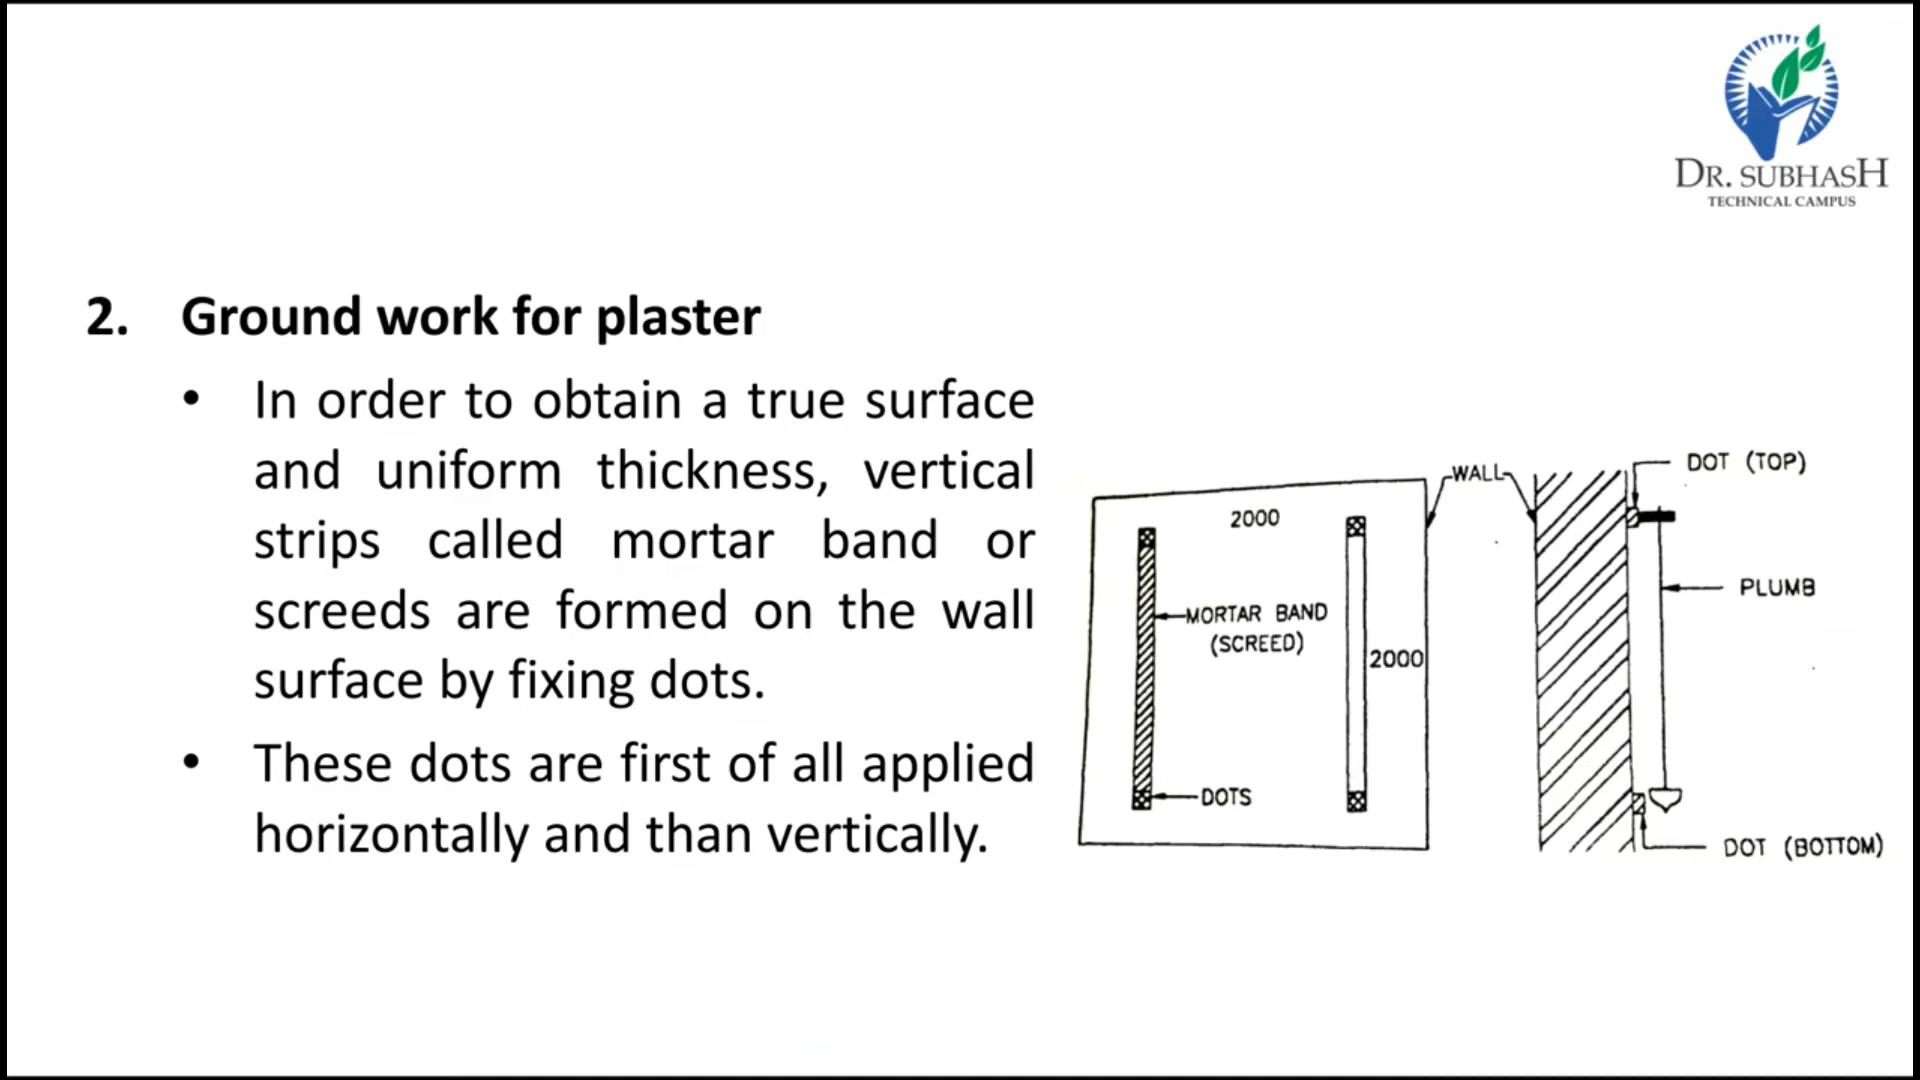 DR. SUBHASH
TECHNICAL CAMPUS
2. Ground work for plaster
• In order to obtain a true surface
and uniform thickness, vertical
strips called mortar band or
screeds are formed on the wall
surface by fixing dots.
• These dots are first of all applied
horizontally and than vertically.
WALL
2000
MORTAR BAND
(SCREED)
2000
DOTS
DOT (TOP)
PLUMB
DOT (BOTTOM)